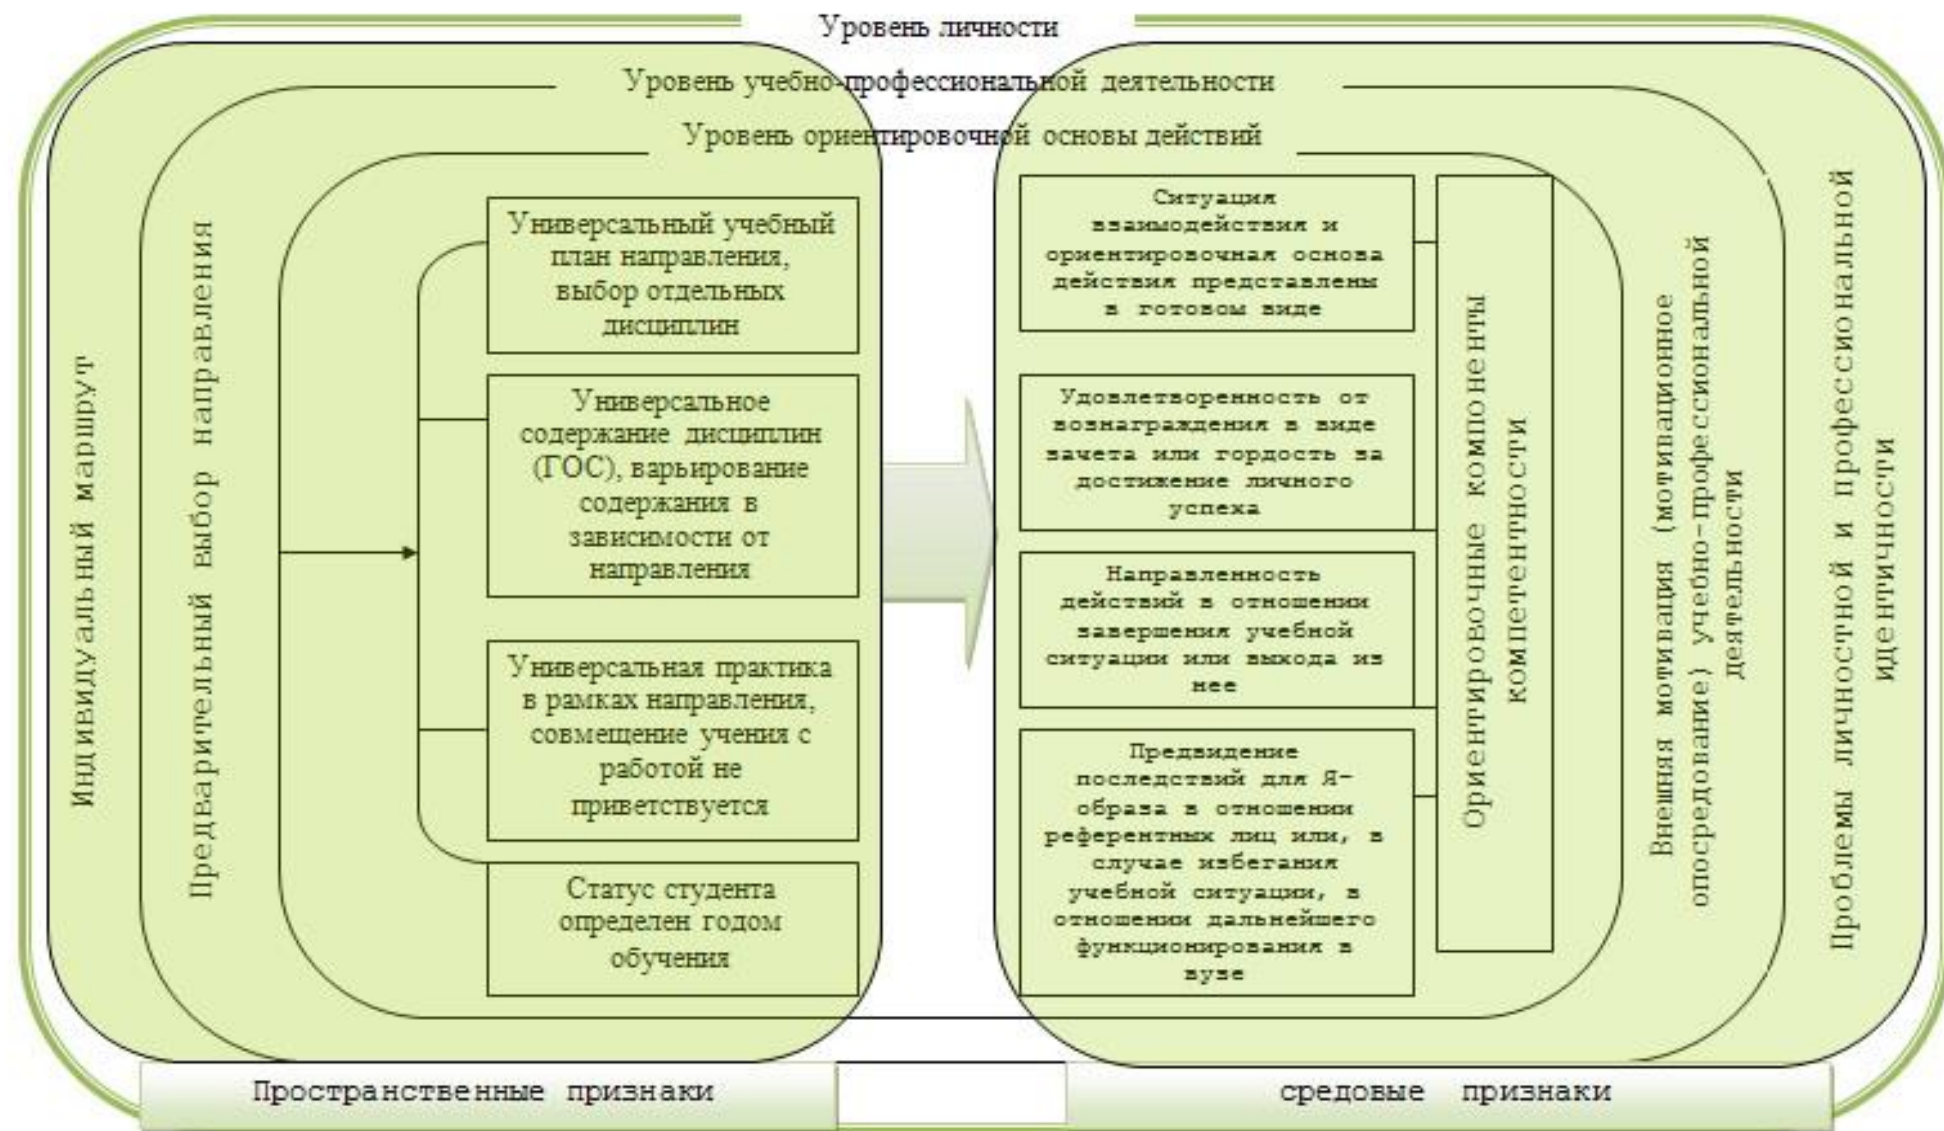 Уровень личности
Уровень учебно-профессиональной деятельности
Уровень ориентировочной основы действий
Индивидуальный маршрут
Предварительный выбор направления
Универсальный учебный
план направления,
выбор отдельных
дисциплин
Универсальное
содержание дисциплин
(ГОС), варьирование
содержания в
зависимости от
направления
Универсальная практика
в рамках направления,
совмещение учения с
работой не
приветствуется
Статус студента
определен годом
обучения
Ситуация
взаимодействия и
ориентировочная основа
действия представлены
в готовом виде
Удовлетворенность от
вознаграждения в виде
зачета или гордость за
достижение личного
успеха
Направленность
действий в отношении
завершения учебной
ситуации или выхода из
нее
Предвидение
последствий для Я-
образа в отношении
референтных лиц или, в
случае избегания
учебной ситуации, в
отношении дальнейшего
функционирования в
вузе
Ориентировочные компоненты
компетентности
Внешняя мотивация (мотивационное
опосредование) учебно-профессиональной
деятельности
Проблемы личностной и профессиональной
идентичности
Пространственные признаки
средовые признаки